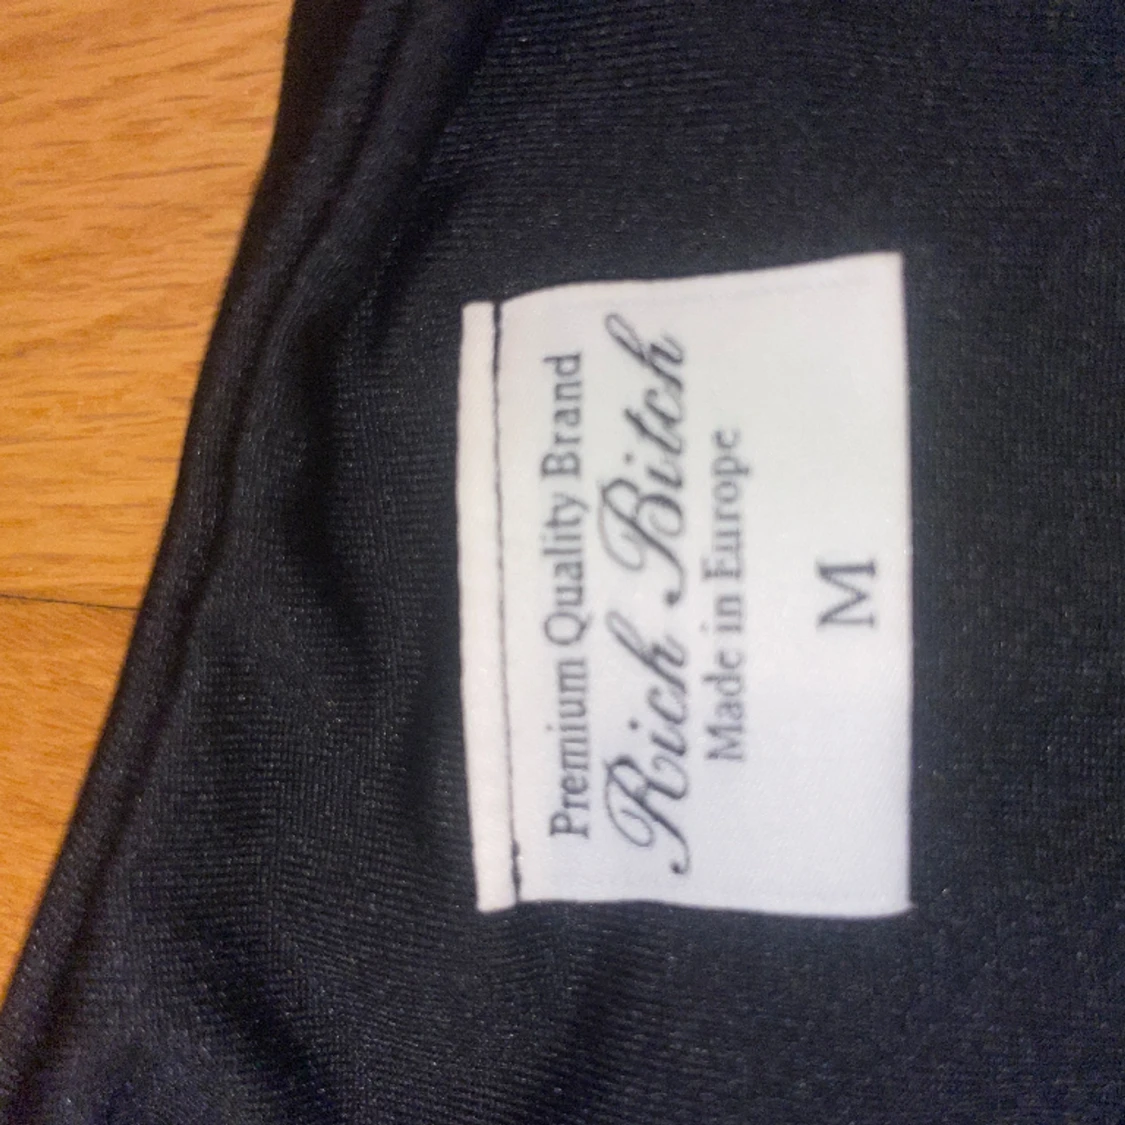 Premium Quality Brand
Rich Bitch
Made in Europe
M